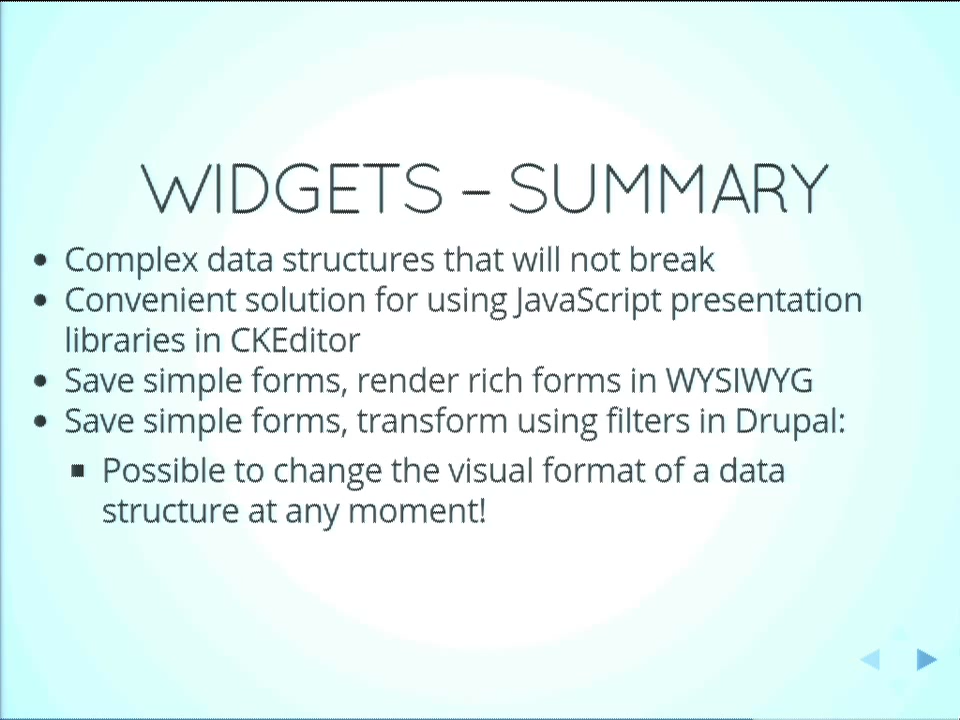 WIDGETS – SUMMARY
Complex data structures that will not break
Convenient solution for using JavaScript presentation
libraries in CKEditor
Save simple forms, render rich forms in WYSIWYG
Save simple forms, transform using filters in Drupal:
Possible to change the visual format of a data
structure at any moment!